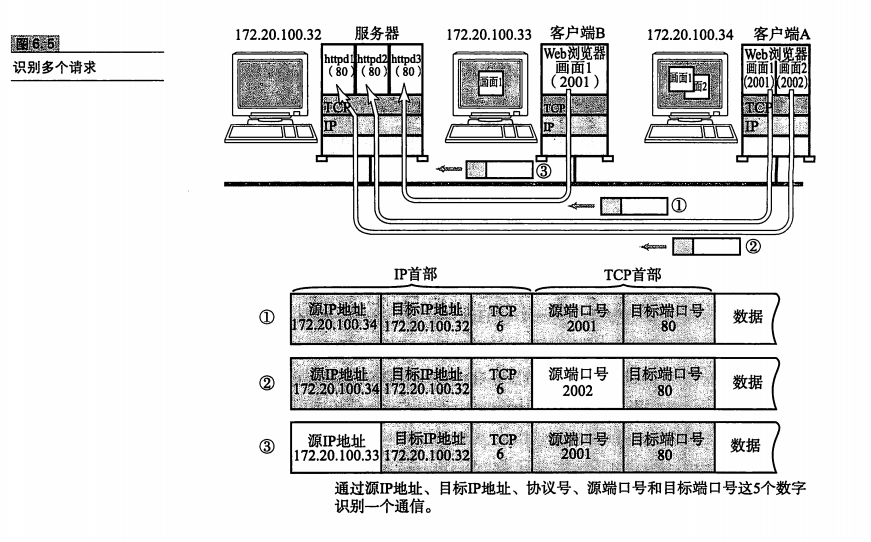 图6.5
识别多个请求
172.20.100.32
服务器
172.20.100.33
客户端B
172.20.100.34
客户端A
httpd1
(80)
httpd2
(80)
httpd3
(80)
TCP
IP
画面1
Web浏览器
画面1
(2001)
TCP
IP
画面1
画面2
Web浏览器
画面1 画面2
(2001) (2002)
TCP
IP
③
①
②
IP首部
TCP首部
①
源IP地址
172.20.100.34
目标IP地址
172.20.100.32
TCP
6
源端口号
2001
目标端口号
80
数据
②
源IP地址
172.20.100.34
目标IP地址
172.20.100.32
TCP
6
源端口号
2002
目标端口号
80
数据
③
源IP地址
172.20.100.33
目标IP地址
172.20.100.32
TCP
6
源端口号
2001
目标端口号
80
数据
通过源IP地址、目标IP地址、协议号、源端口号和目标端口号这5个数字
识别一个通信。